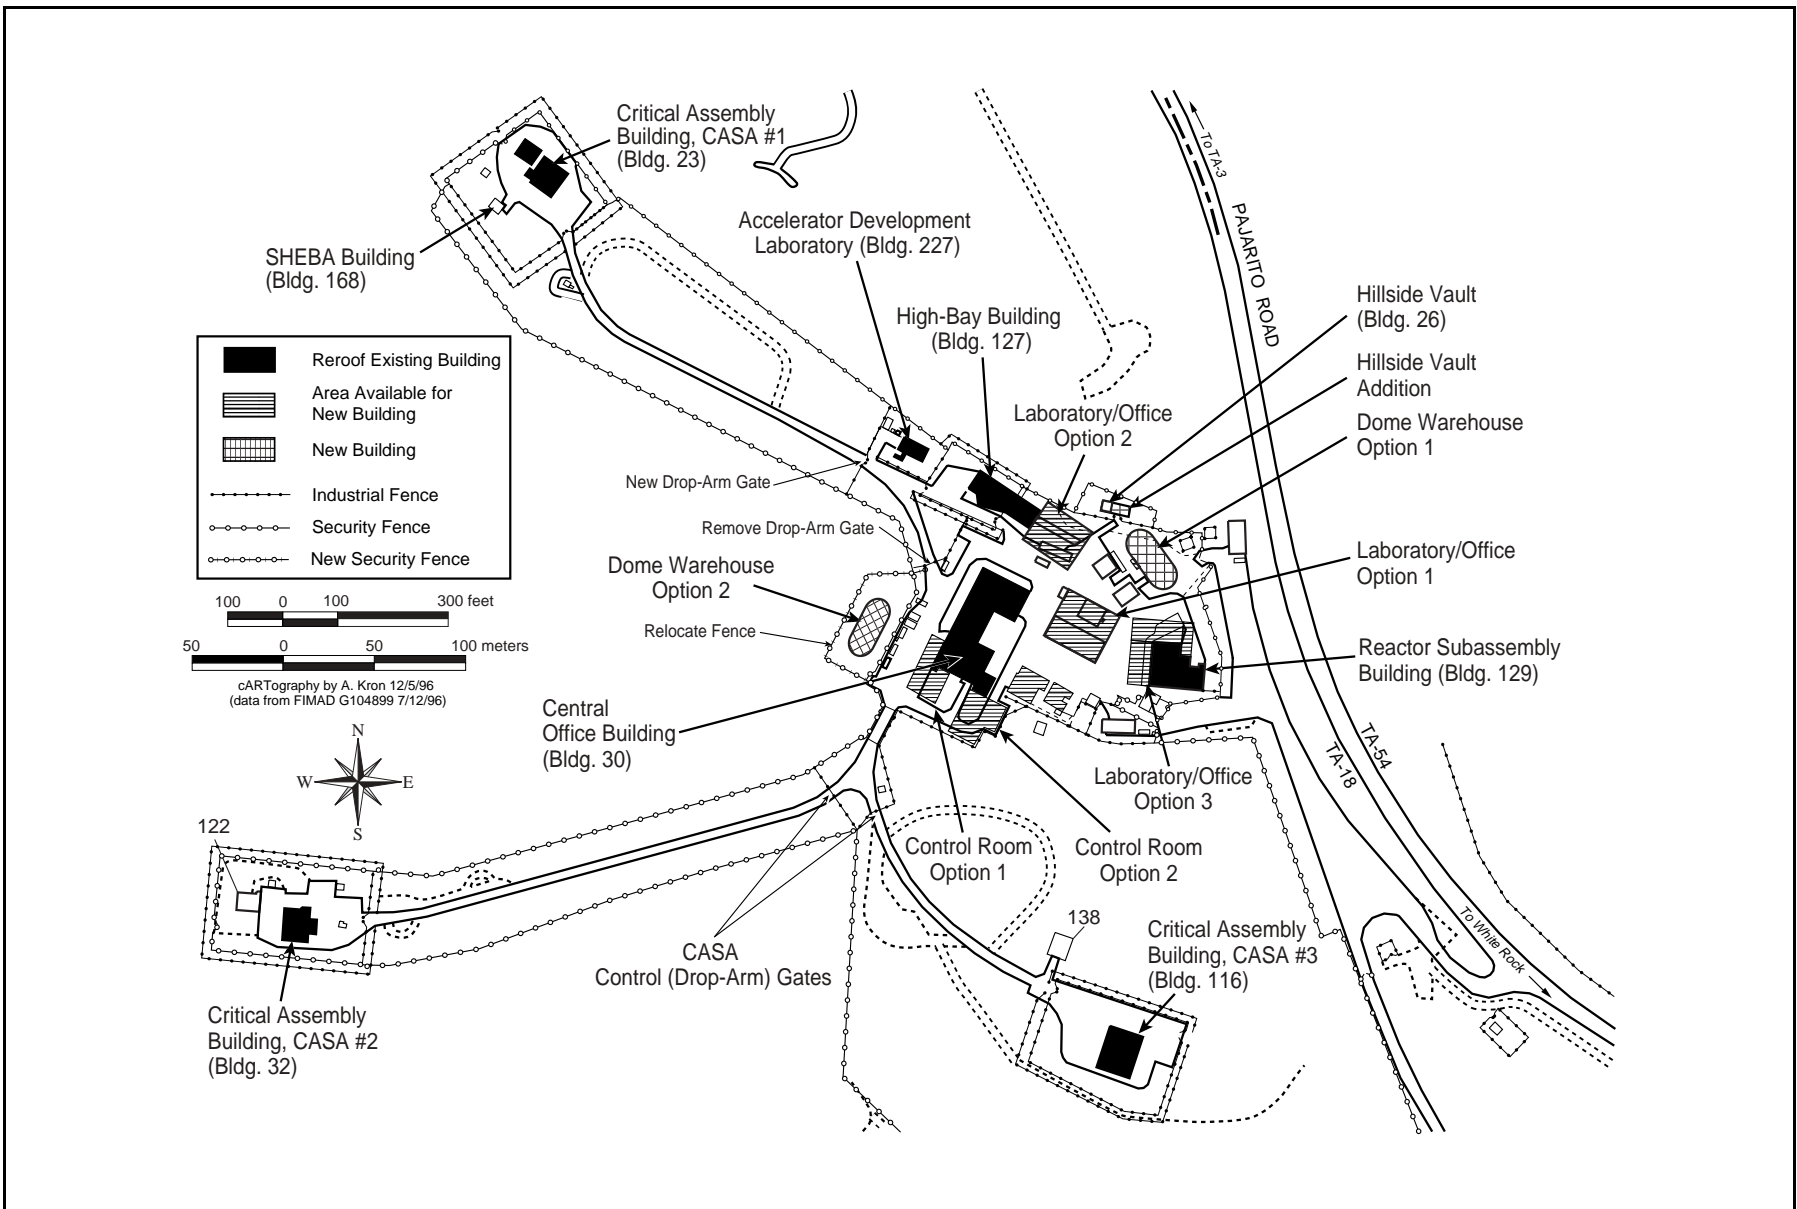 Critical Assembly
Building, CASA #1
(Bldg. 23)
To TA-3
PAJARITO ROAD
Accelerator Development
Laboratory (Bldg. 227)
SHEBA Building
(Bldg. 168)
High-Bay Building
(Bldg. 127)
Hillside Vault
(Bldg. 26)
Hillside Vault
Addition
Laboratory/Office
Option 2
Dome Warehouse
Option 1
Reroof Existing Building
Area Available for
New Building
New Building
Industrial Fence
Security Fence
New Security Fence
New Drop-Arm Gate
Remove Drop-Arm Gate
Dome Warehouse
Option 2
Relocate Fence
Laboratory/Office
Option 1
100 0 100 300 feet
50 0 50 100 meters
cARTography by A. Kron 12/5/96
(data from FIMAD G104899 7/12/96)
Reactor Subassembly
Building (Bldg. 129)
Central
Office Building
(Bldg. 30)
N
W E
S
TA-54
TA-18
Laboratory/Office
Option 3
Control Room
Option 1
Control Room
Option 2
122
138
To White Rock
CASA
Control (Drop-Arm) Gates
Critical Assembly
Building, CASA #3
(Bldg. 116)
Critical Assembly
Building, CASA #2
(Bldg. 32)